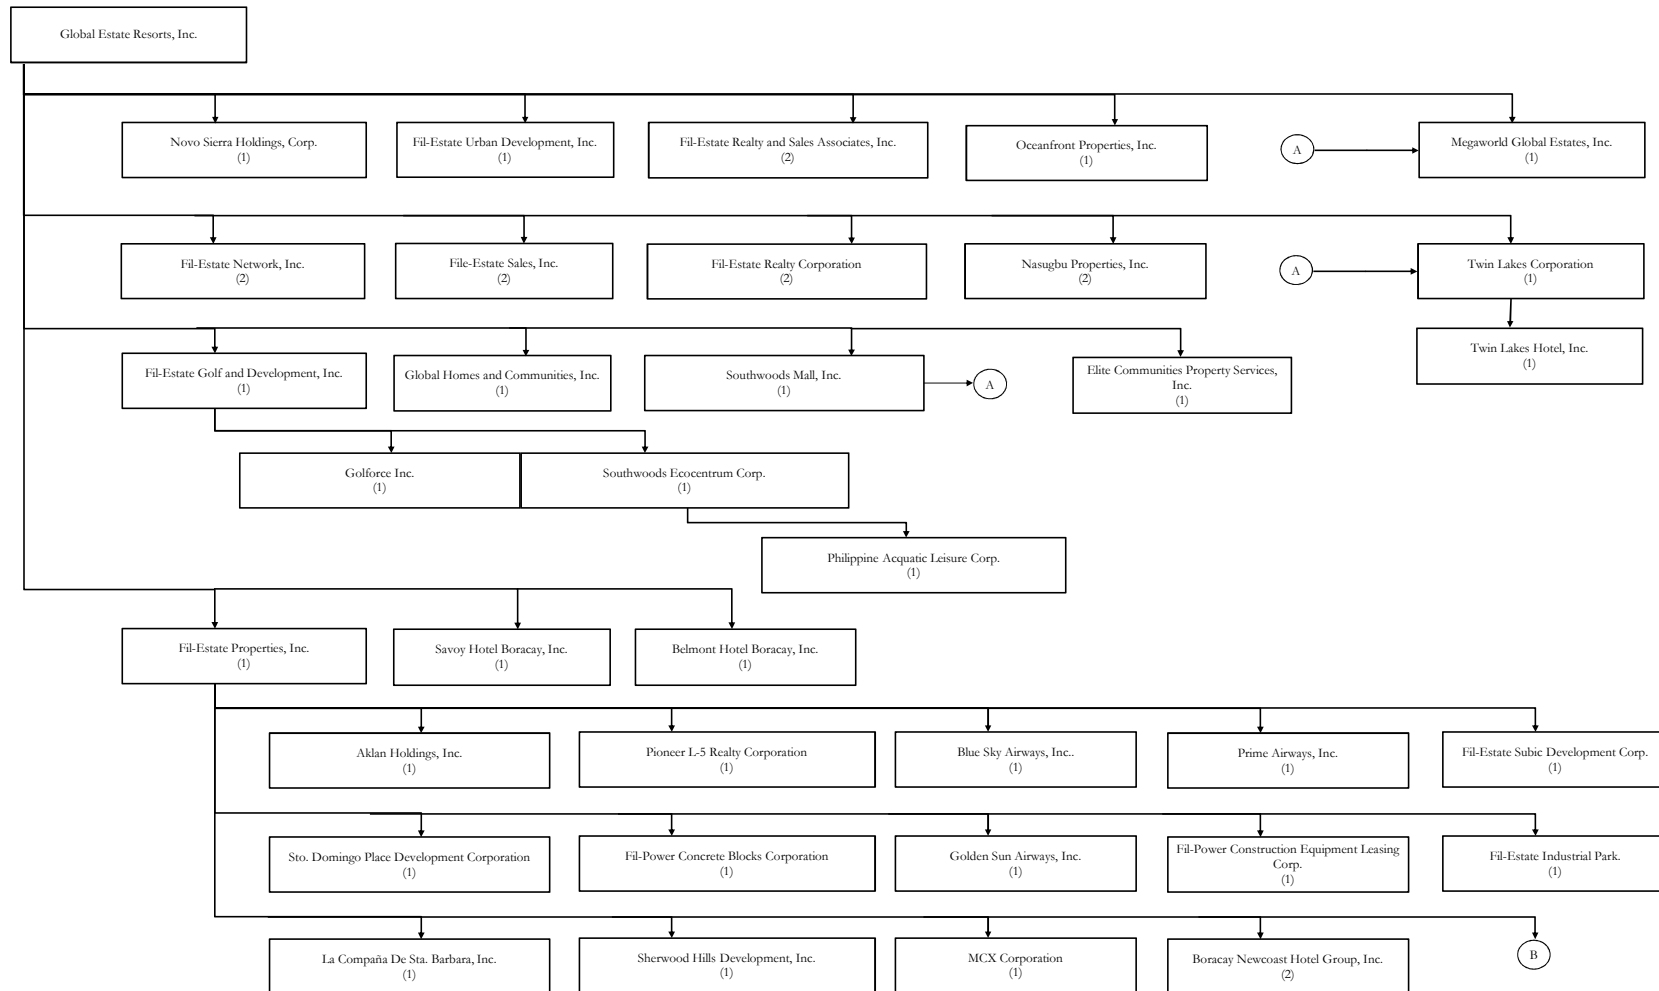 Global Estate Resorts, Inc.
Novo Sierra Holdings, Corp.
(1)
Fil-Estate Urban Development, Inc.
(1)
Fil-Estate Realty and Sales Associates, Inc.
(2)
Oceanfront Properties, Inc.
(1)
A
Megaworld Global Estates, Inc.
(1)
Fil-Estate Network, Inc.
(2)
File-Estate Sales, Inc.
(2)
Fil-Estate Realty Corporation
(2)
Nasugbu Properties, Inc.
(2)
A
Twin Lakes Corporation
(1)
Twin Lakes Hotel, Inc.
(1)
Fil-Estate Golf and Development, Inc.
(1)
Global Homes and Communities, Inc.
(1)
Southwoods Mall, Inc.
(1)
A
Elite Communities Property Services,
Inc.
(1)
Golforce Inc.
(1)
Southwoods Ecocentrum Corp.
(1)
Philippine Acquatic Leisure Corp.
(1)
Fil-Estate Properties, Inc.
(1)
Savoy Hotel Boracay, Inc.
(1)
Belmont Hotel Boracay, Inc.
(1)
Aklan Holdings, Inc.
(1)
Pioneer L-5 Realty Corporation
(1)
Blue Sky Airways, Inc..
(1)
Prime Airways, Inc.
(1)
Fil-Estate Subic Development Corp.
(1)
Sto. Domingo Place Development Corporation
(1)
Fil-Power Concrete Blocks Corporation
(1)
Golden Sun Airways, Inc.
(1)
Fil-Power Construction Equipment Leasing
Corp.
(1)
Fil-Estate Industrial Park.
(1)
La Compaña De Sta. Barbara, Inc.
(1)
Sherwood Hills Development, Inc.
(1)
MCX Corporation
(1)
Boracay Newcoast Hotel Group, Inc.
(2)
B